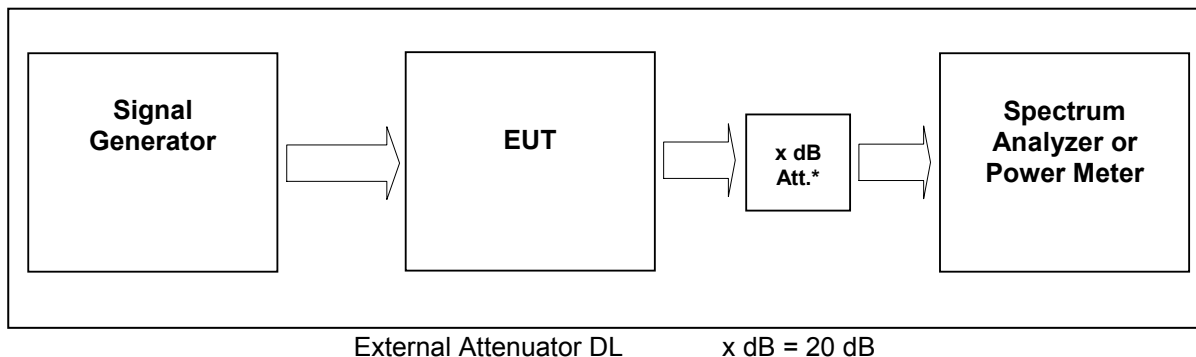 Signal
Generator
EUT
x dB
Att.*
Spectrum
Analyzer or
Power Meter
External Attenuator DL x dB = 20 dB